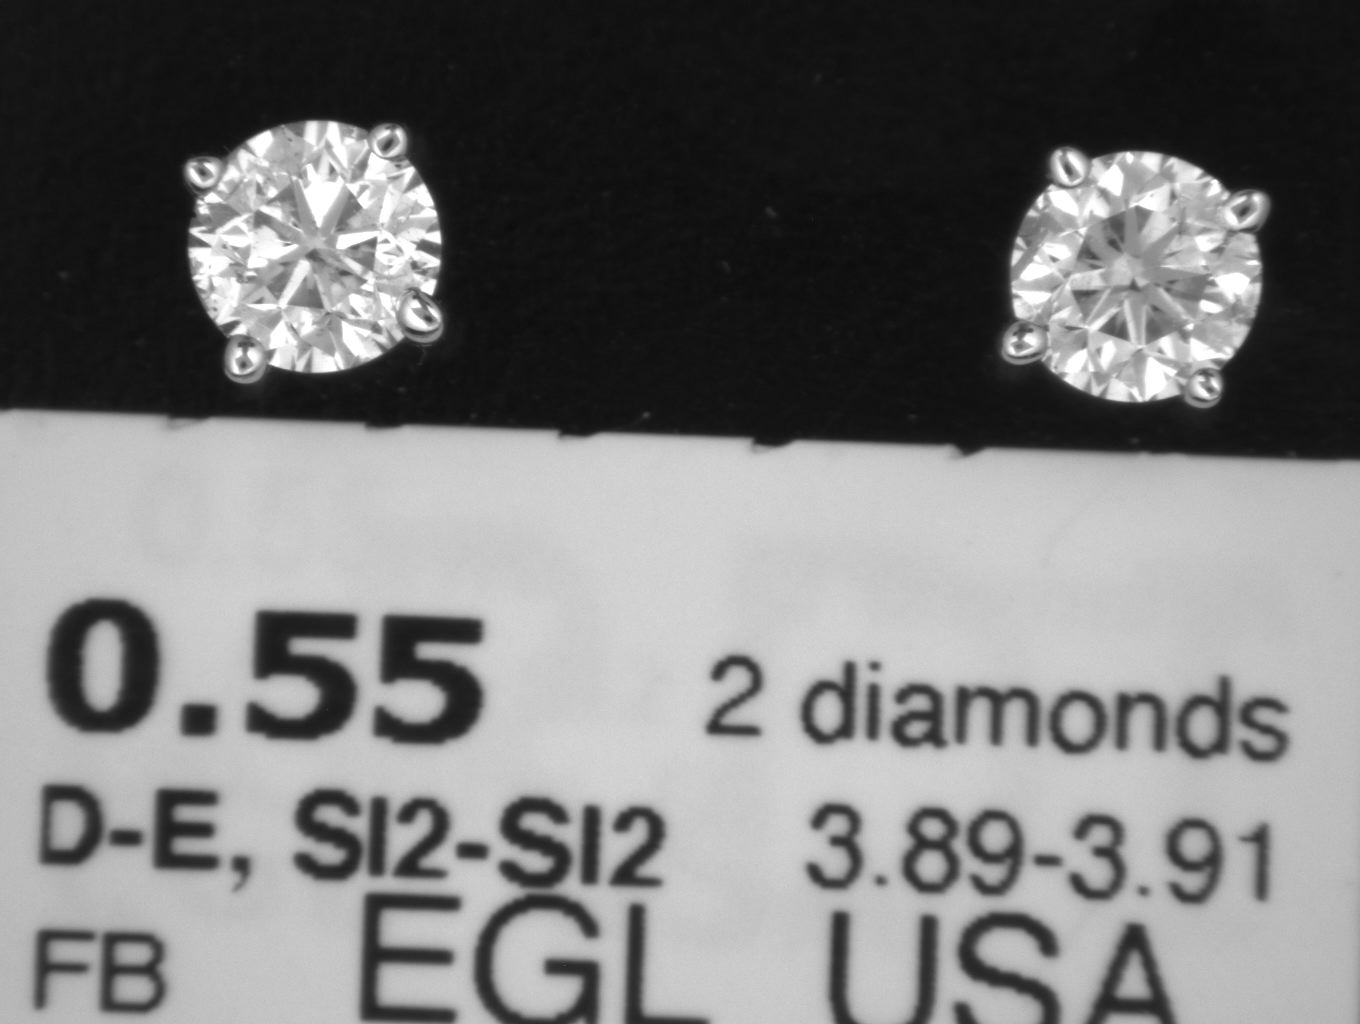 0.55 2 diamonds
D-E, SI2-SI2 3.89-3.91
FB EGL USA